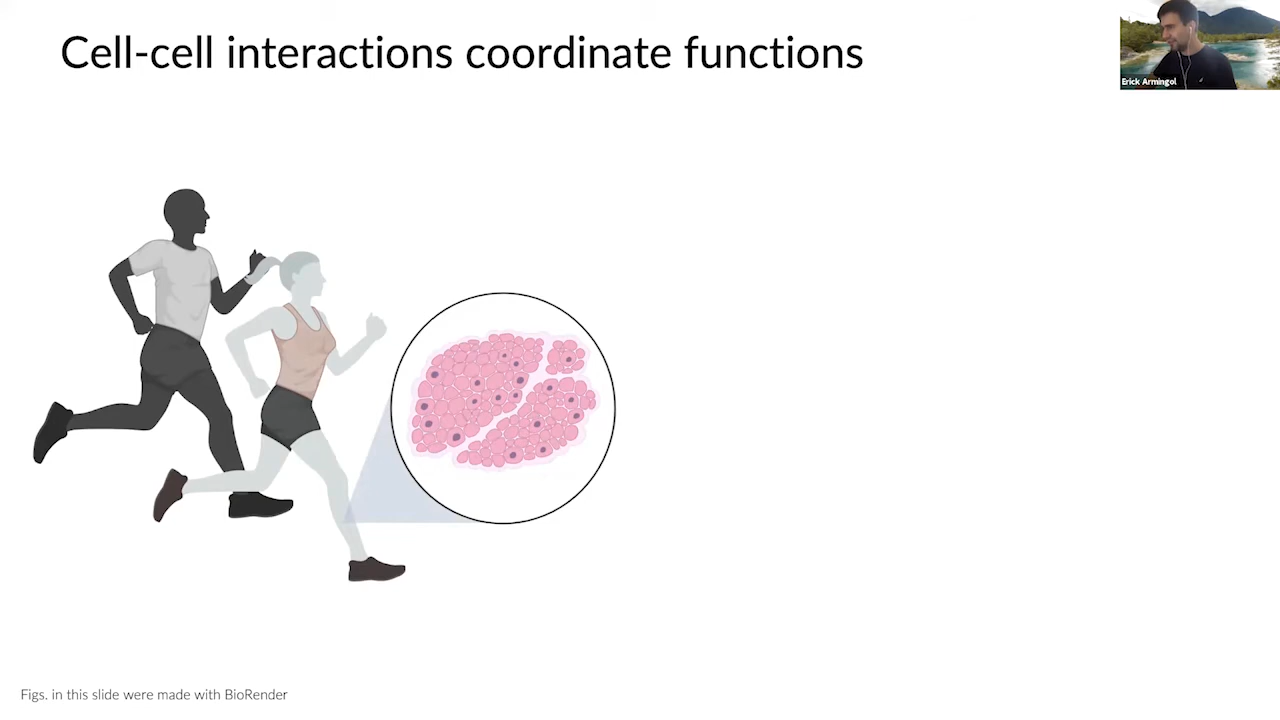 Cell-cell interactions coordinate functions
Erick Armingol
Figs. in this slide were made with BioRender